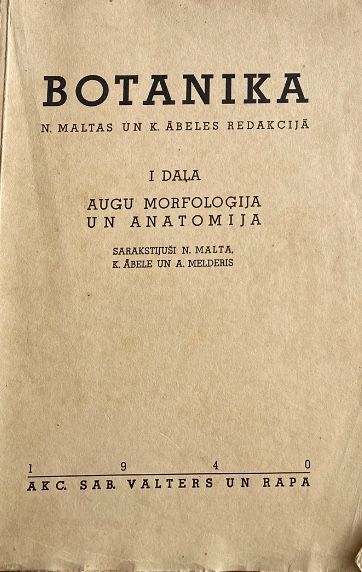 BOTANIKA
N. MALTAS UN K. ĀBELES REDAKCIJĀ
I DAĻA
AUGU MORFOLOĢIJA
UN ANATOMIJA
SARAKSTIJUŠI N. MALTA,
K. ĀBELE UN A. MELDERIS
1 9 4 0
AKC. SAB. VALTERS UN RAPA